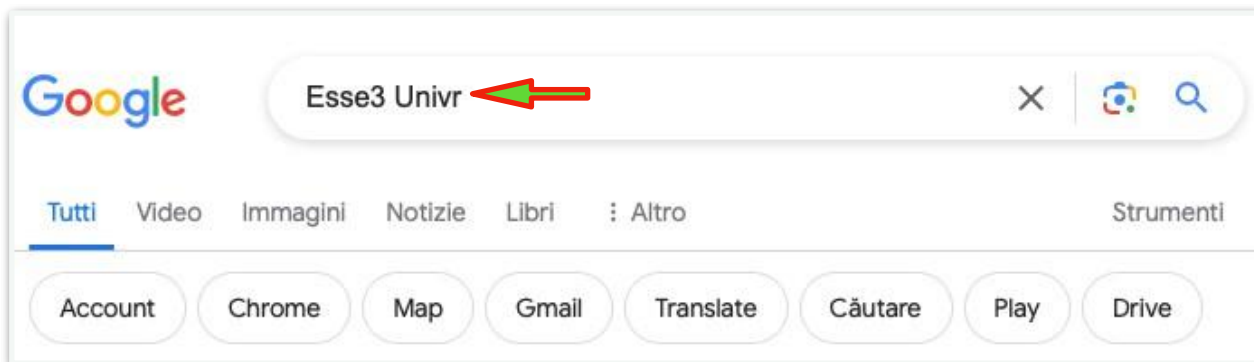 Google Esse3 Univr
Tutti Video Immagini Notizie Libri Altro Strumenti
Account Chrome Map Gmail Translate Căutare Play Drive